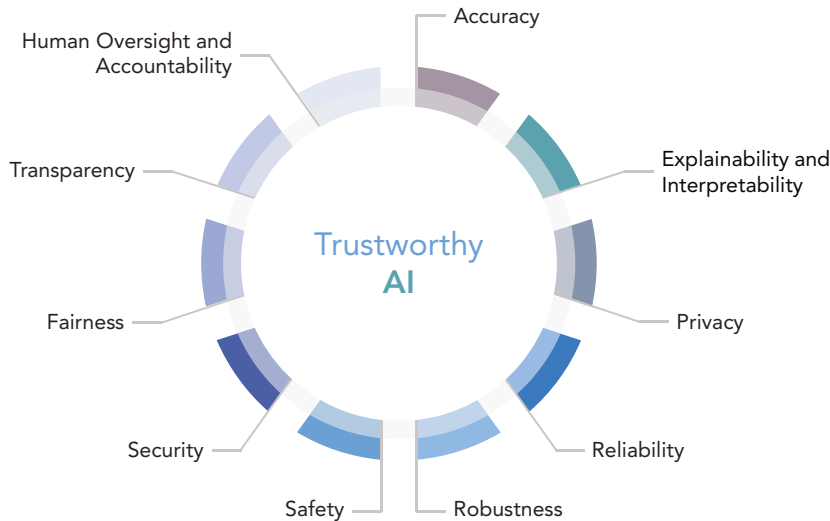 Accuracy
Human Oversight and
Accountability
Explainability and
Interpretability
Transparency
Trustworthy
AI
Fairness
Privacy
Security
Reliability
Safety
Robustness